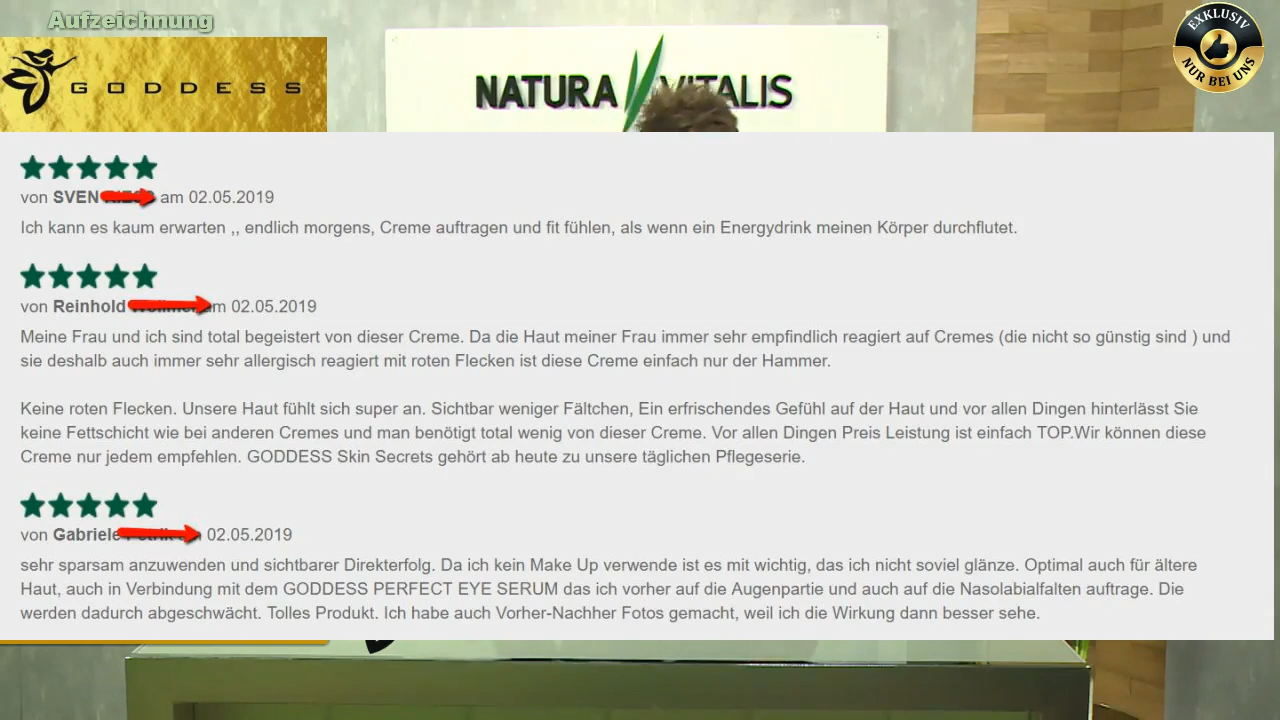 Aufzeichnung
GODDESS
NATURA VITALIS
EXKLUSIV
NUR BEI UNS
von SVEN am 02.05.2019
Ich kann es kaum erwarten ,, endlich morgens, Creme auftragen und fit fühlen, als wenn ein Energydrink meinen Körper durchflutet.
von Reinhold am 02.05.2019
Meine Frau und ich sind total begeistert von dieser Creme. Da die Haut meiner Frau immer sehr empfindlich reagiert auf Cremes (die nicht so günstig sind ) und
sie deshalb auch immer sehr allergisch reagiert mit roten Flecken ist diese Creme einfach nur der Hammer.
Keine roten Flecken. Unsere Haut fühlt sich super an. Sichtbar weniger Fältchen, Ein erfrischendes Gefühl auf der Haut und vor allen Dingen hinterlässt Sie
keine Fettschicht wie bei anderen Cremes und man benötigt total wenig von dieser Creme. Vor allen Dingen Preis Leistung ist einfach TOP.Wir können diese
Creme nur jedem empfehlen. GODDESS Skin Secrets gehört ab heute zu unsere täglichen Pflegeserie.
von Gabriele 02.05.2019
sehr sparsam anzuwenden und sichtbarer Direkterfolg. Da ich kein Make Up verwende ist es mit wichtig, das ich nicht soviel glänze. Optimal auch für ältere
Haut, auch in Verbindung mit dem GODDESS PERFECT EYE SERUM das ich vorher auf die Augenpartie und auch auf die Nasolabialfalten auftrage. Die
werden dadurch abgeschwächt. Tolles Produkt. Ich habe auch Vorher-Nachher Fotos gemacht, weil ich die Wirkung dann besser sehe.